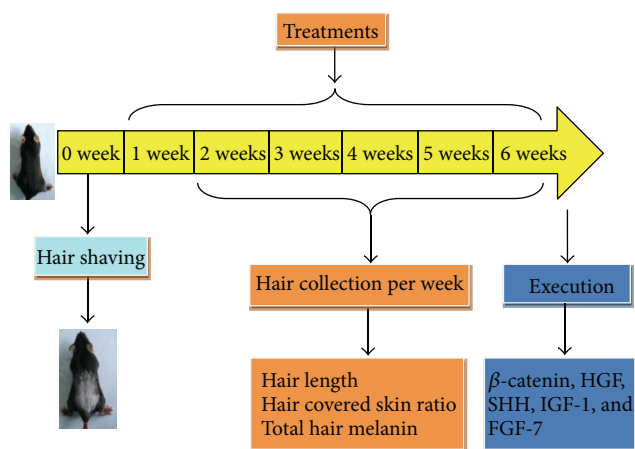 Treatments
0 week 1 week 2 weeks 3 weeks 4 weeks 5 weeks 6 weeks
Hair shaving
Hair collection per week
Execution
Hair length
Hair covered skin ratio
Total hair melanin
β-catenin, HGF,
SHH, IGF-1, and
FGF-7